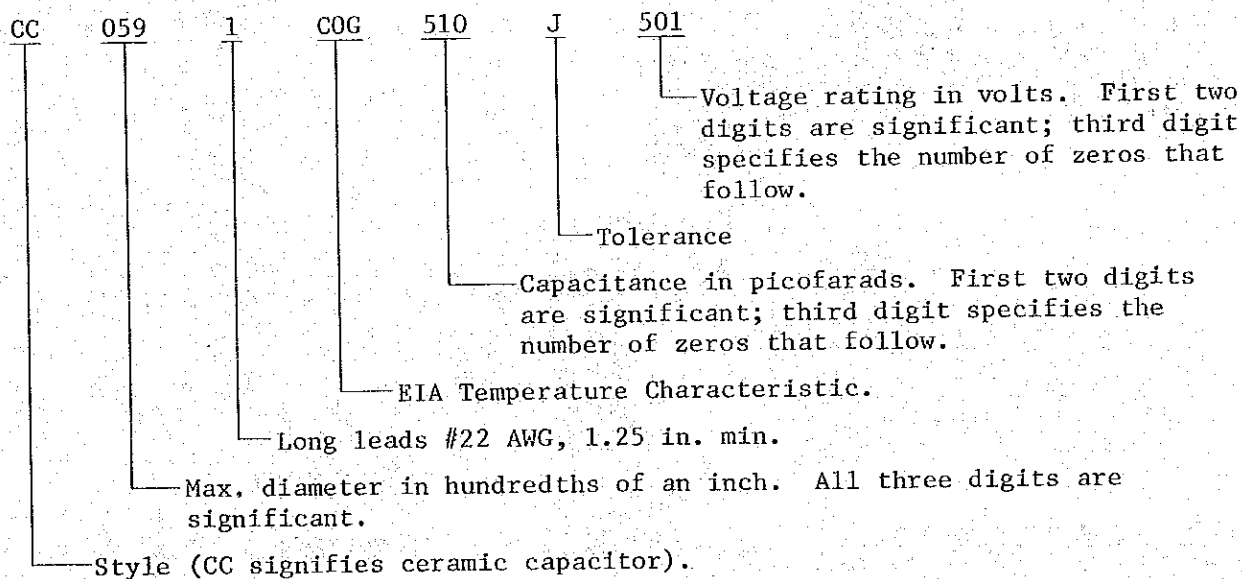 CC 059 1 COG 510 J 501
Voltage rating in volts. First two
digits are significant; third digit
specifies the number of zeros that
follow.
Tolerance
Capacitance in picofarads. First two digits
are significant; third digit specifies the
number of zeros that follow.
EIA Temperature Characteristic.
Long leads #22 AWG, 1.25 in. min.
Max. diameter in hundredths of an inch. All three digits are
significant.
Style (CC signifies ceramic capacitor).